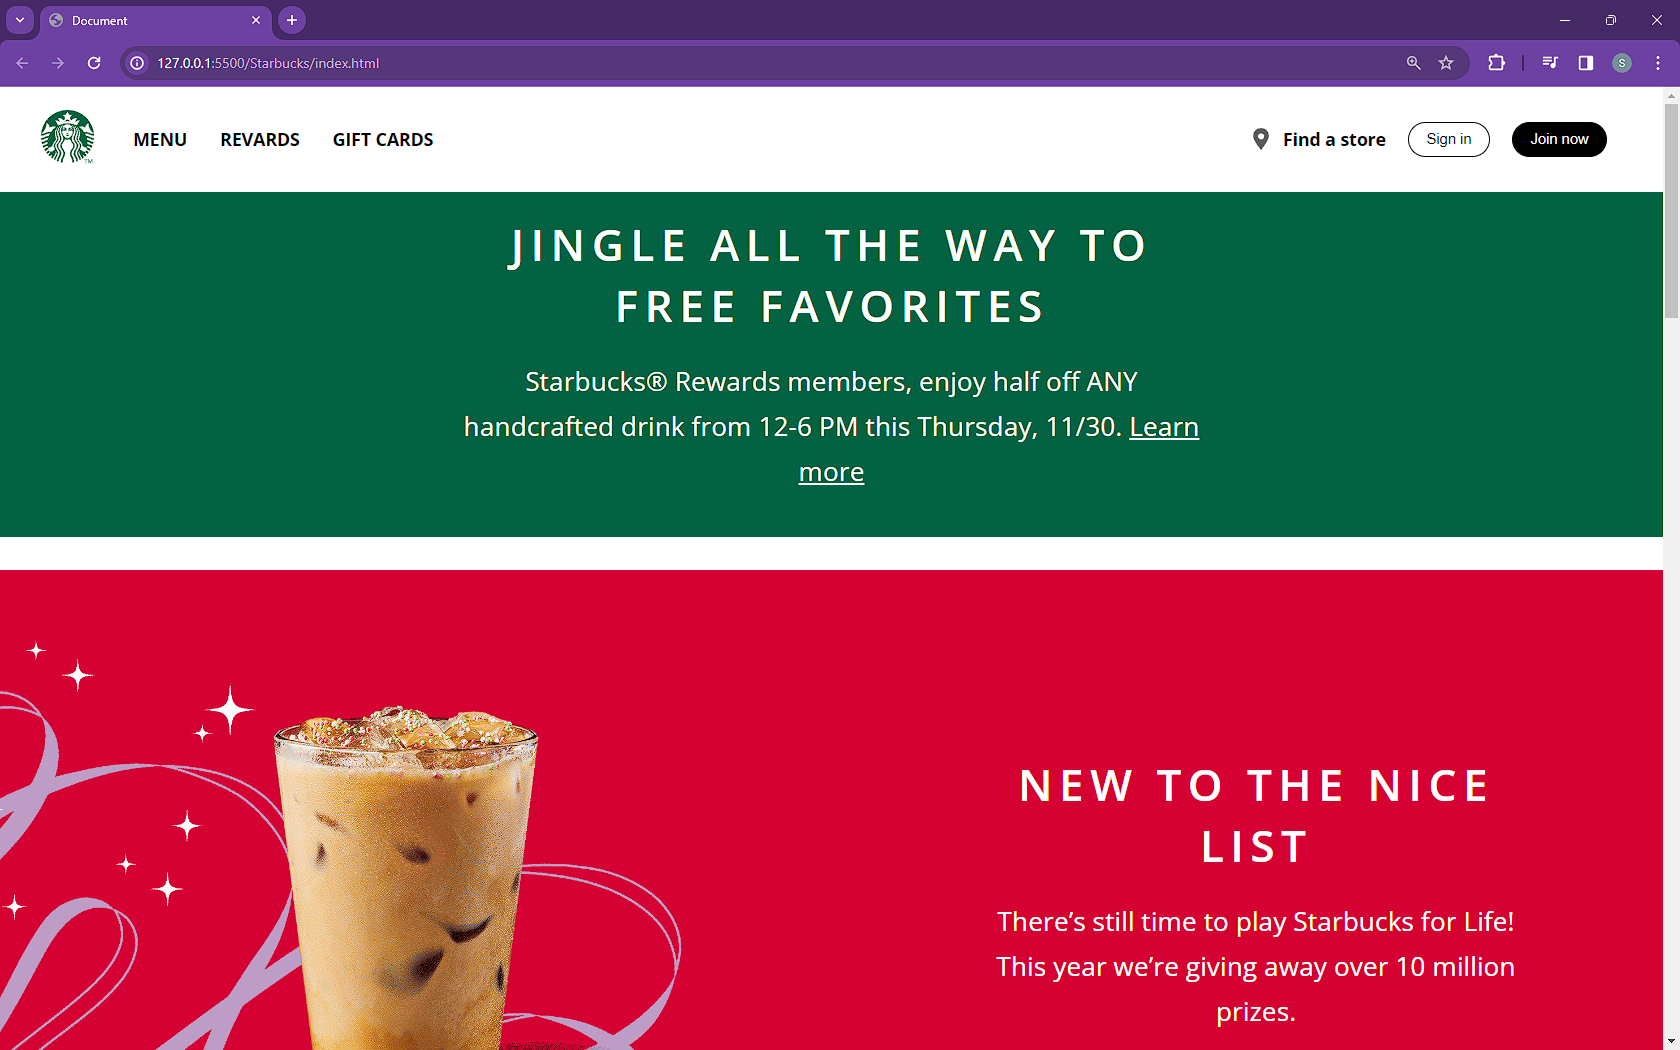 Document
127.0.0.1:5500/Starbucks/index.html
S
MENU REVARDS GIFT CARDS Find a store Sign in Join now
TM
JINGLE ALL THE WAY TO
FREE FAVORITES
Starbucks® Rewards members, enjoy half off ANY
handcrafted drink from 12-6 PM this Thursday, 11/30. Learn
more
NEW TO THE NICE
LIST
There’s still time to play Starbucks for Life!
This year we’re giving away over 10 million
prizes.